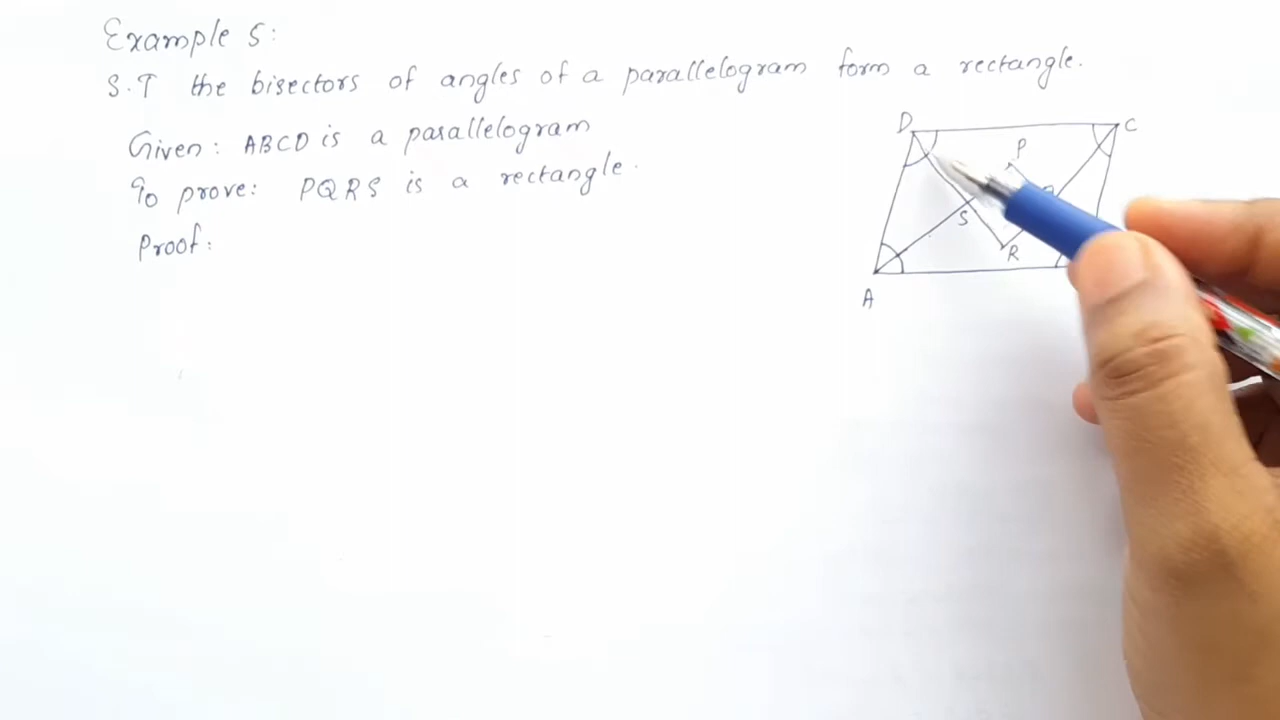 Example 5:
S.T the bisectors of angles of a parallelogram form a rectangle.
Given: ABCD is a parallelogram
To prove: PQRS is a rectangle.
Proof:
D
C
P
S
R
A